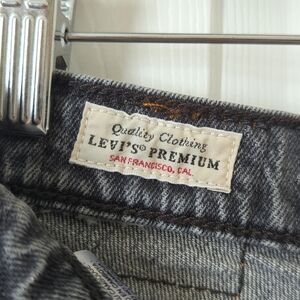 Quality Clothing
LEVI'S® PREMIUM
SAN FRANCISCO, CAL